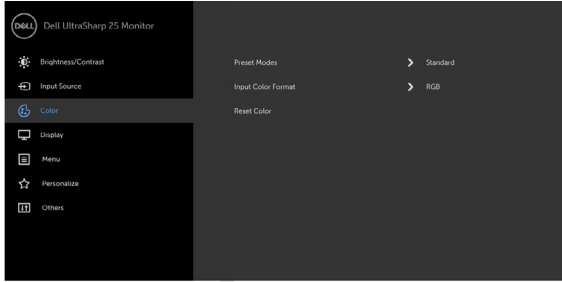 DELL Dell UltraSharp 25 Monitor
Brightness/Contrast
Input Source
Color
Display
Menu
Personalize
Others
Preset Modes Standard
Input Color Format RGB
Reset Color